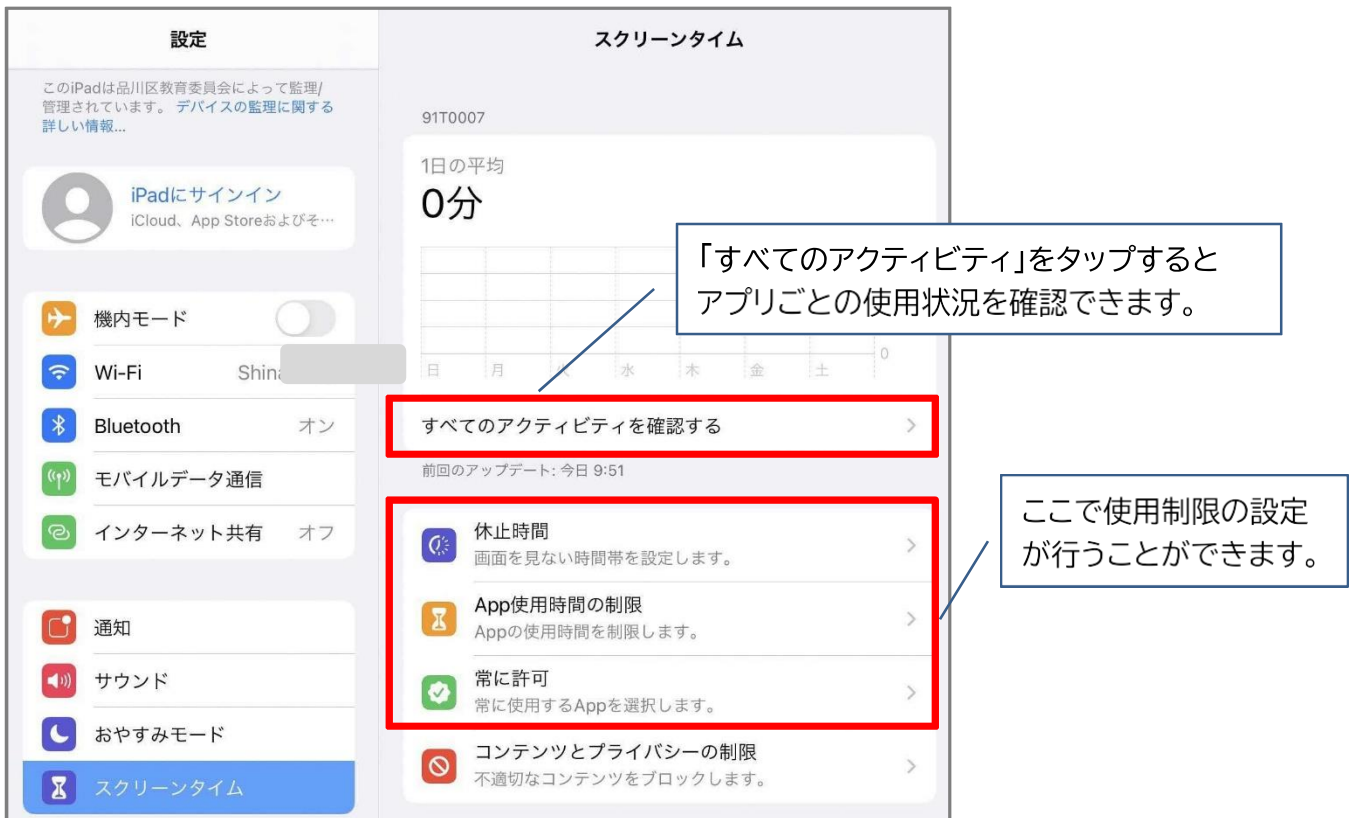 設定
このiPadは品川区教育委員会によって監理/
管理されています。デバイスの監理に関する
詳しい情報...
iPadにサインイン
iCloud、App Storeおよびそ…
機内モード
Wi-Fi Shin
Bluetooth オン
モバイルデータ通信
インターネット共有 オフ
通知
サウンド
おやすみモード
スクリーンタイム
スクリーンタイム
91T0007
1日の平均
0分
0
日 月 火 水 木 金 土
すべてのアクティビティを確認する
前回のアップデート: 今日 9:51
休止時間
画面を見ない時間帯を設定します。
App使用時間の制限
Appの使用時間を制限します。
常に許可
常に使用するAppを選択します。
コンテンツとプライバシーの制限
不適切なコンテンツをブロックします。
「すべてのアクティビティ」をタップすると
アプリごとの使用状況を確認できます。
ここで使用制限の設定
が行うことができます。